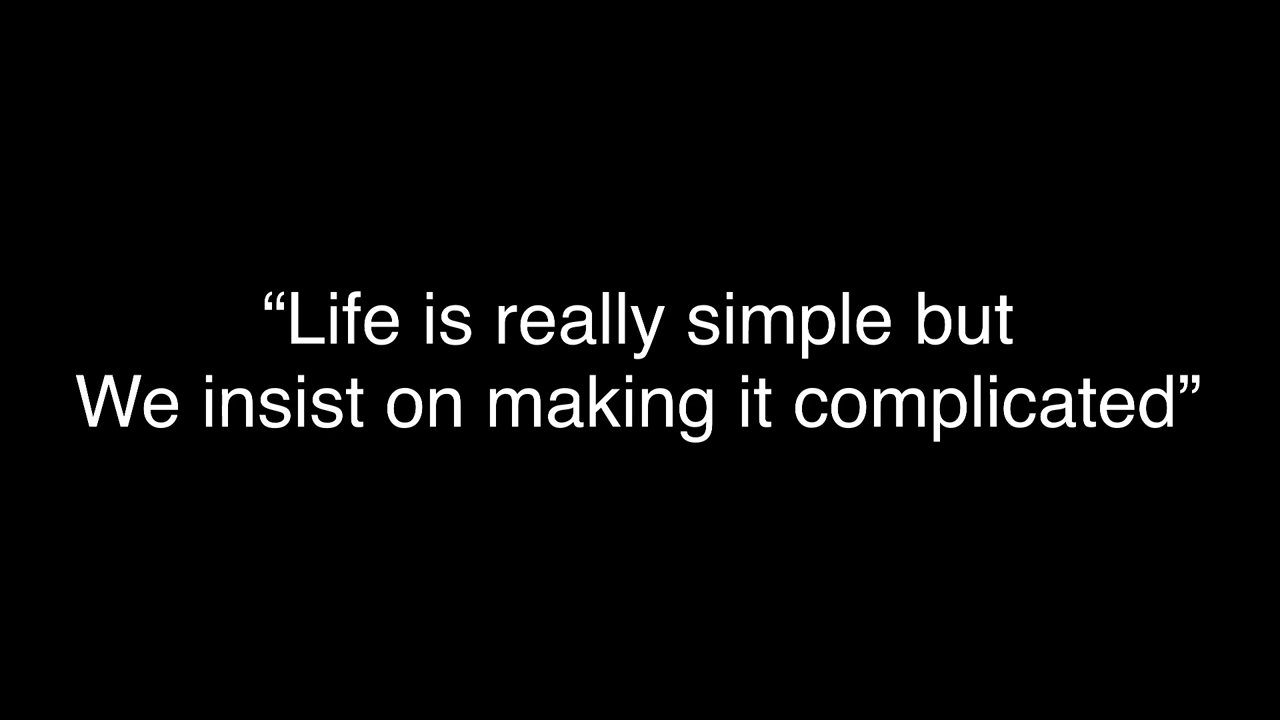 “Life is really simple but
We insist on making it complicated”